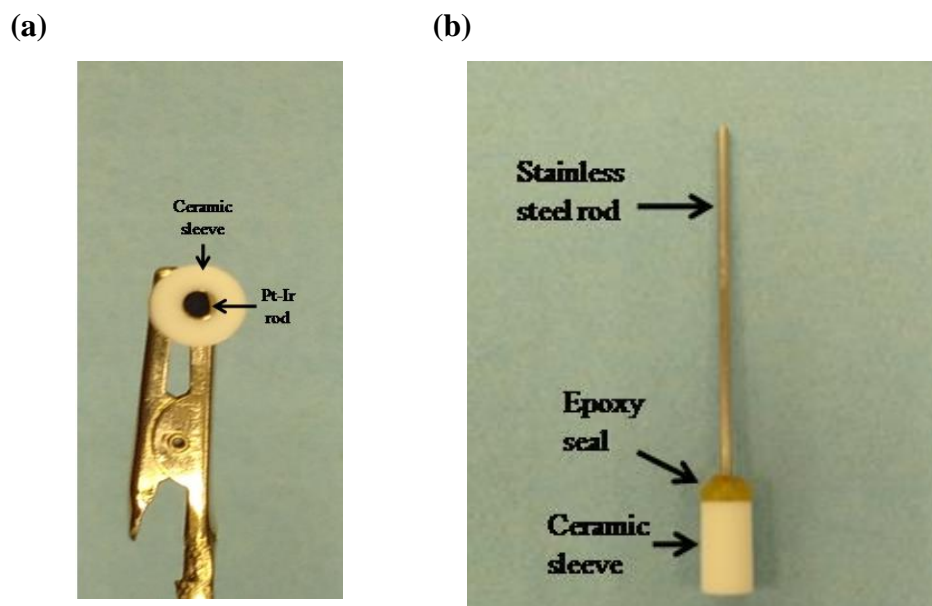 (a)
(b)
Ceramic
sleeve
Pt-Ir
rod
Stainless
steel rod
Epoxy
seal
Ceramic
sleeve